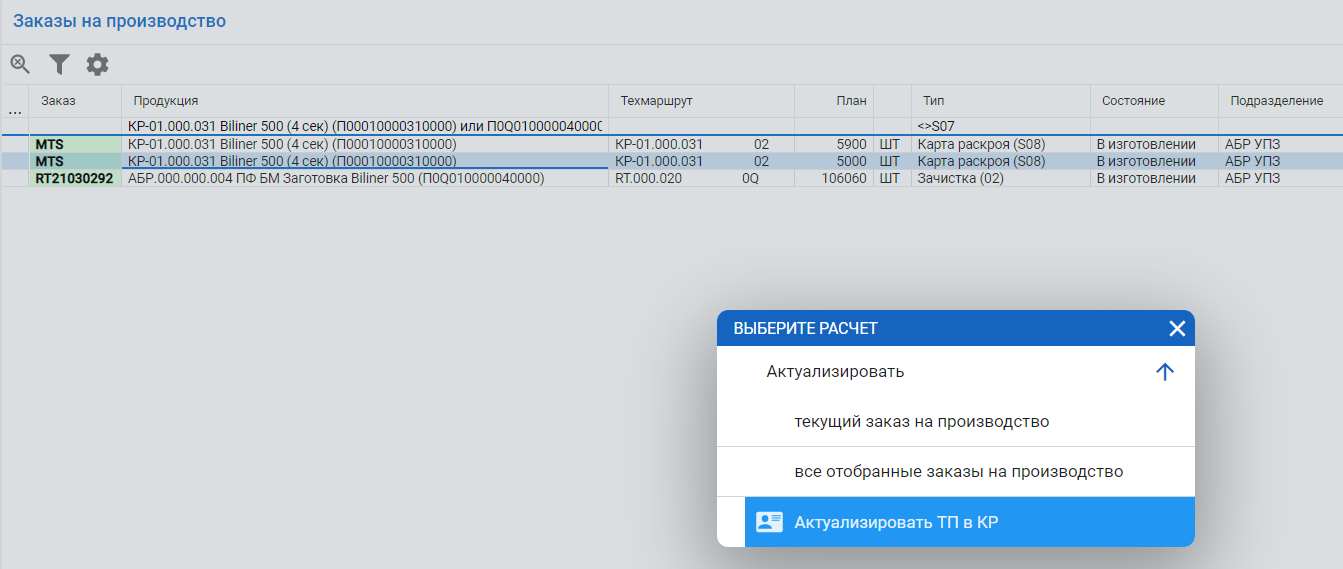 Заказы на производство
... Заказ Продукция Техмаршрут План Тип Состояние Подразделение
КР-01.000.031 Biliner 500 (4 сек) (П00010000310000) или П0Q010000040000 <>S07
MTS КР-01.000.031 Biliner 500 (4 сек) (П00010000310000) КР-01.000.031 02 5900 ШТ Карта раскроя (S08) В изготовлении АБР УПЗ
MTS КР-01.000.031 Biliner 500 (4 сек) (П00010000310000) КР-01.000.031 02 5000 ШТ Карта раскроя (S08) В изготовлении АБР УПЗ
RT21030292 АБР.000.000.004 ПФ БМ Заготовка Biliner 500 (П0Q010000040000) RT.000.020 0Q 106060 ШТ Зачистка (02) В изготовлении АБР УПЗ
ВЫБЕРИТЕ РАСЧЕТ
Актуализировать
текущий заказ на производство
все отобранные заказы на производство
Актуализировать ТП в КР